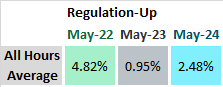 Regulation-Up
May-22 May-23 May-24
All Hours
Average
4.82% 0.95% 2.48%